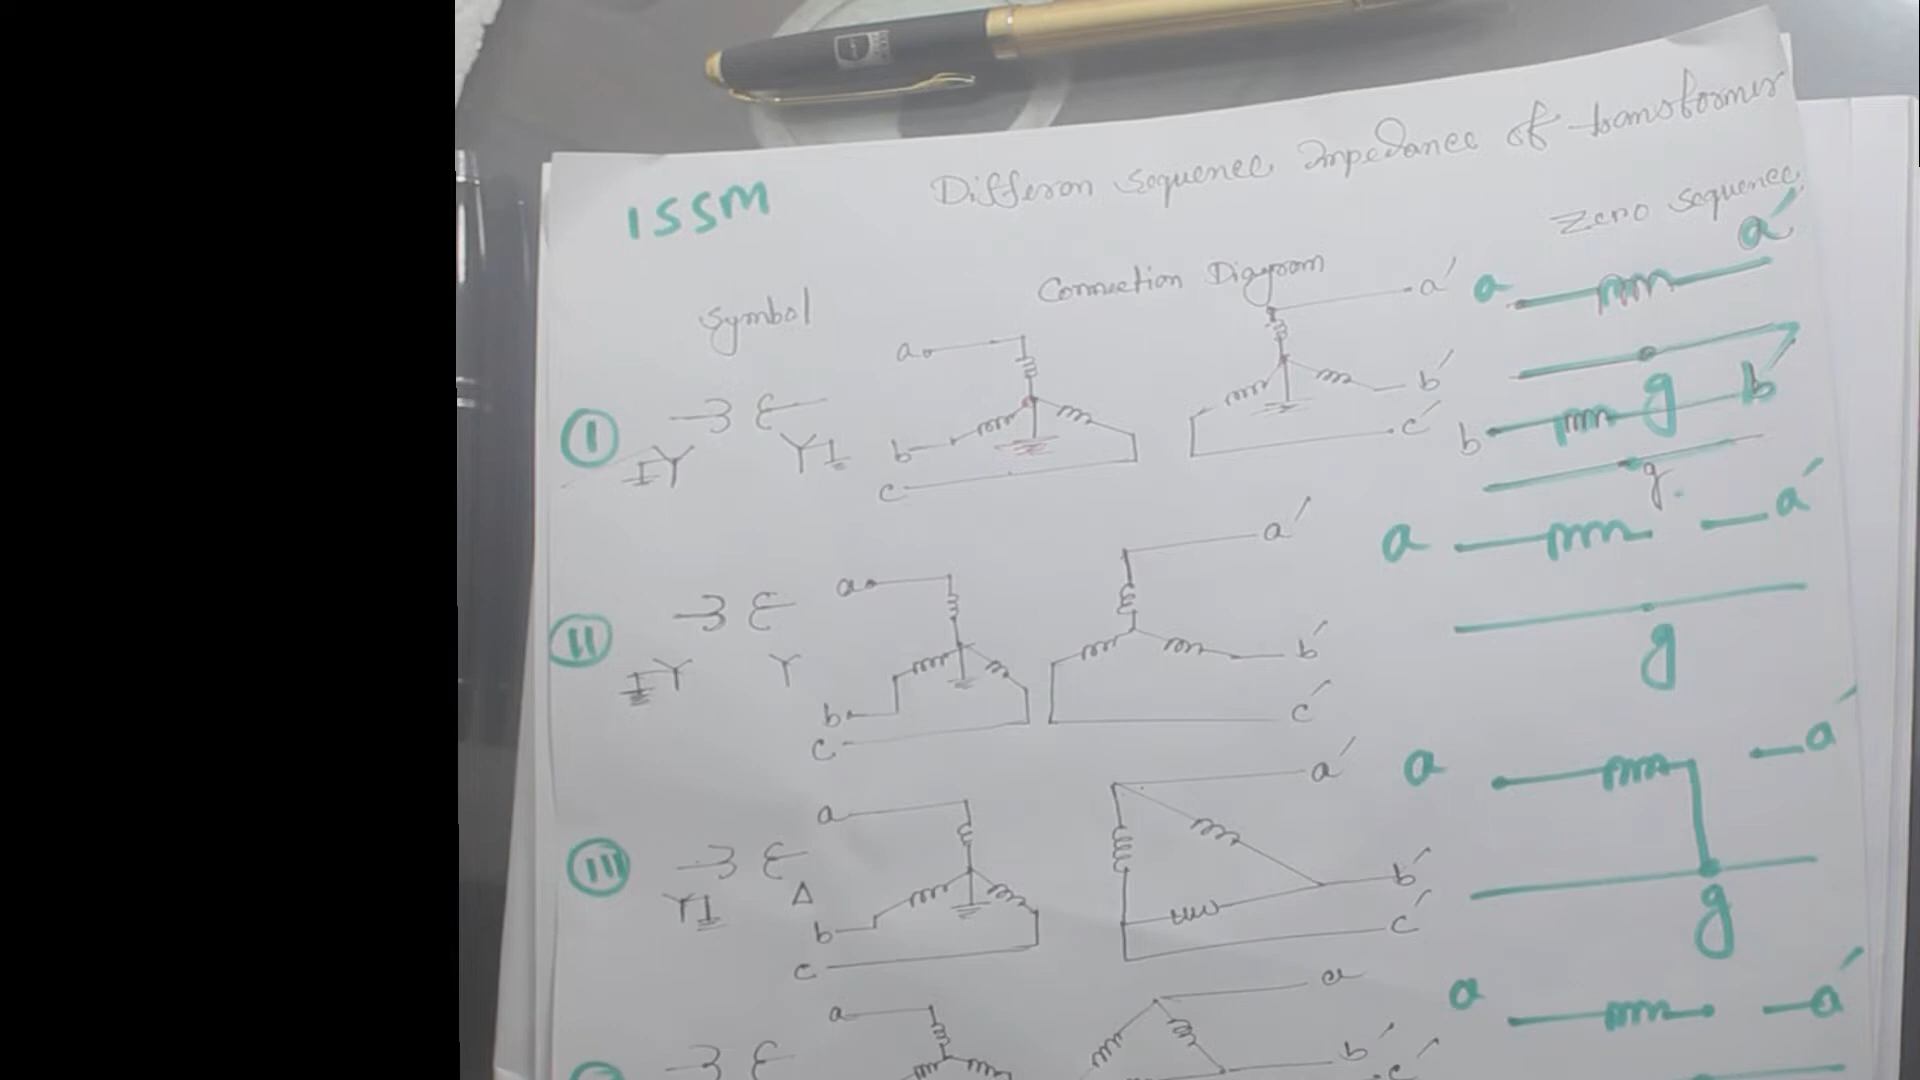 Differen sequence Impedance of transformer
ISSM
Zero sequence
Symbol
Connection Diagram
I
Y
Y
a
b
c
a'
b'
c'
a
a'
g
b
b'
g
II
Y
Y
a
b
c
a'
b'
c'
a
a'
g
III
Y
Δ
a
b
c
a'
b'
c'
a
a'
g
a
a
b'
c'
a
a'